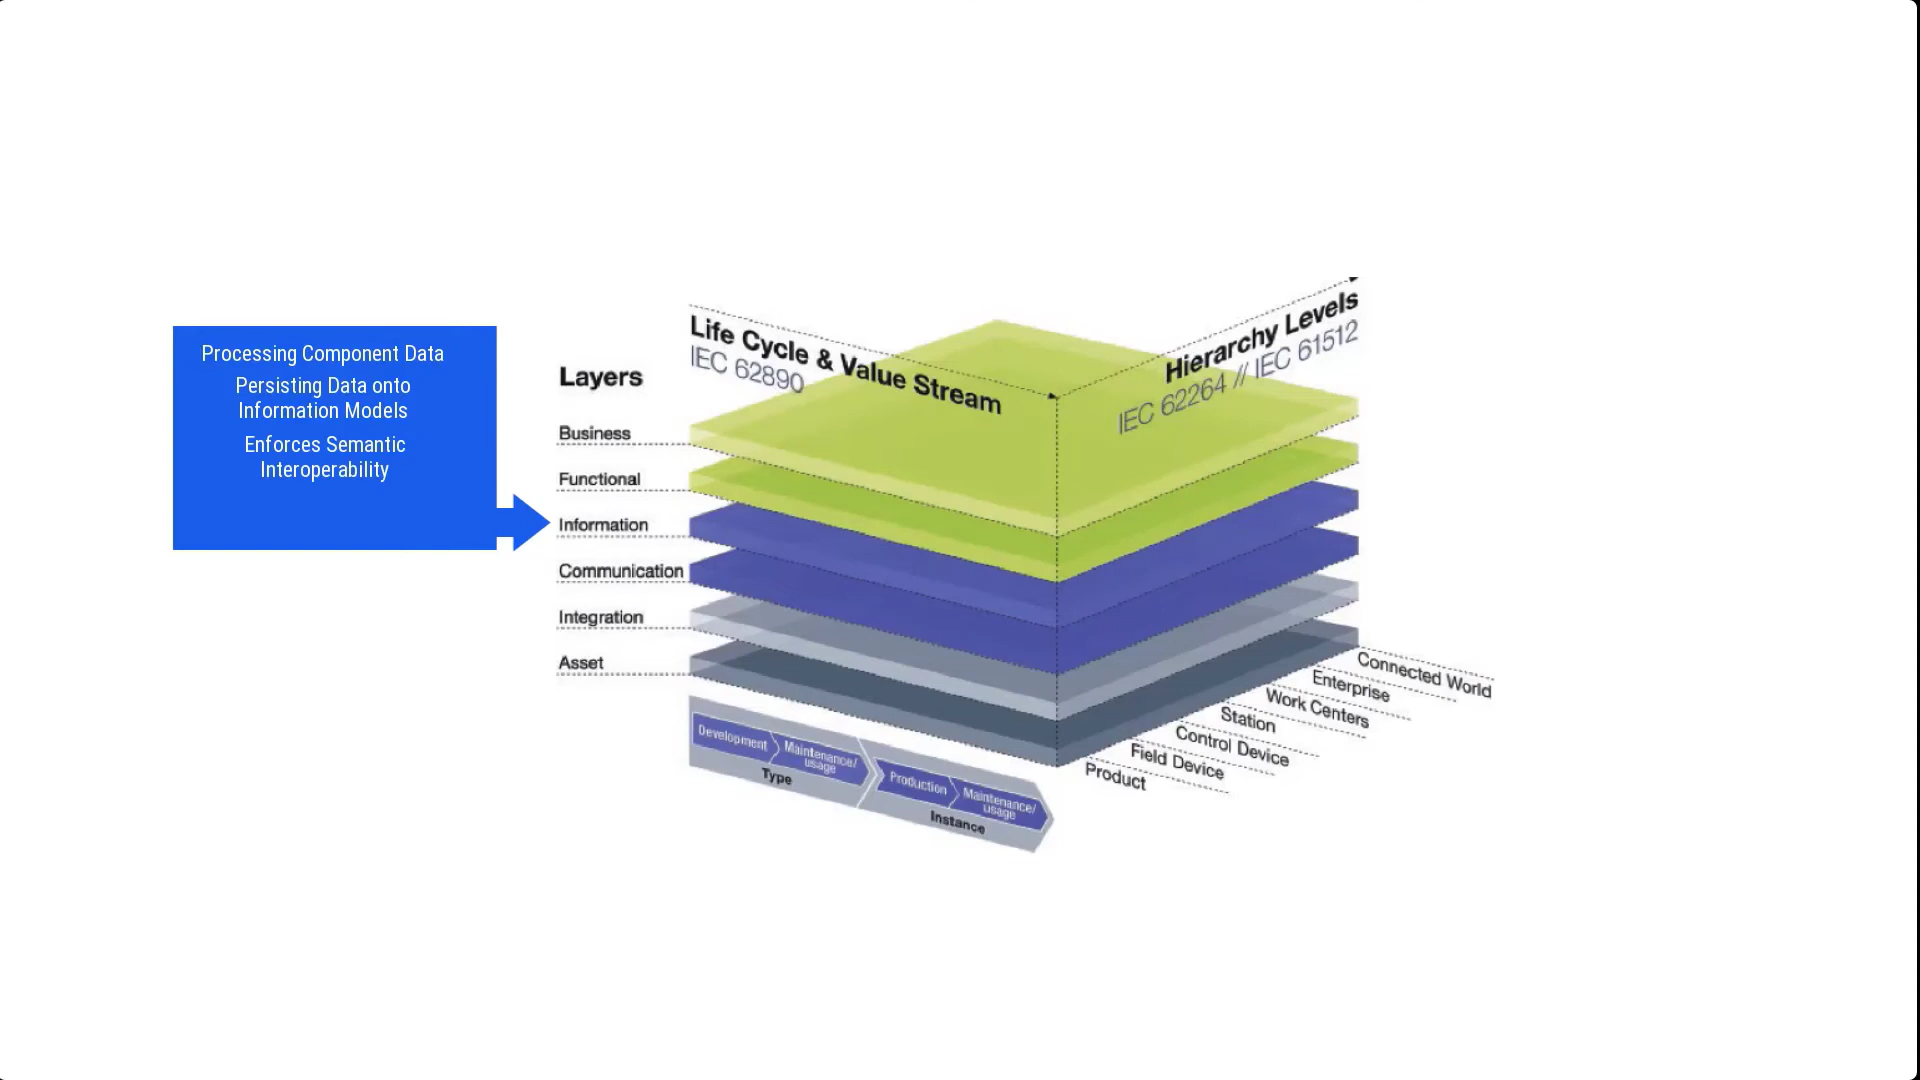 Processing Component Data
Persisting Data onto
Information Models
Enforces Semantic
Interoperability
Layers
Business
Functional
Information
Communication
Integration
Asset
Life Cycle & Value Stream
IEC 62890
Hierarchy Levels
IEC 62264 // IEC 61512
Development
Maintenance/
usage
Type
Production
Maintenance/
usage
Instance
Connected World
Enterprise
Work Centers
Station
Control Device
Field Device
Product